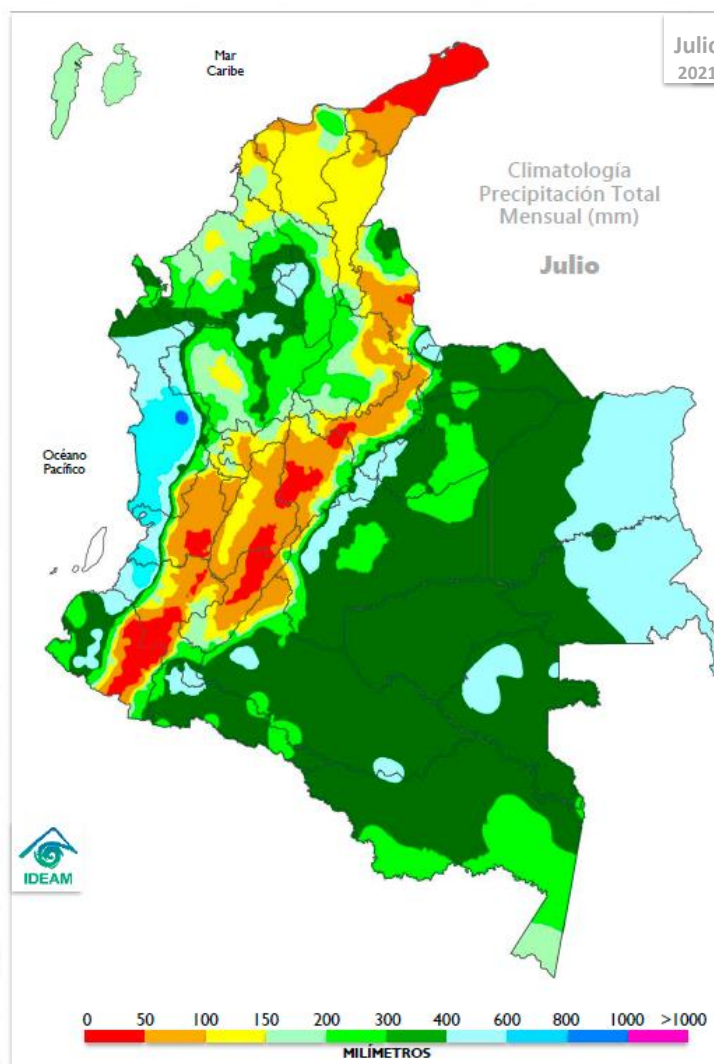 Julio
2021
Mar
Caribe
Climatología
Precipitación Total
Mensual (mm)
Julio
Océano
Pacífico
IDEAM
0 50 100 150 200 300 400 600 800 1000 >1000
MILÍMETROS